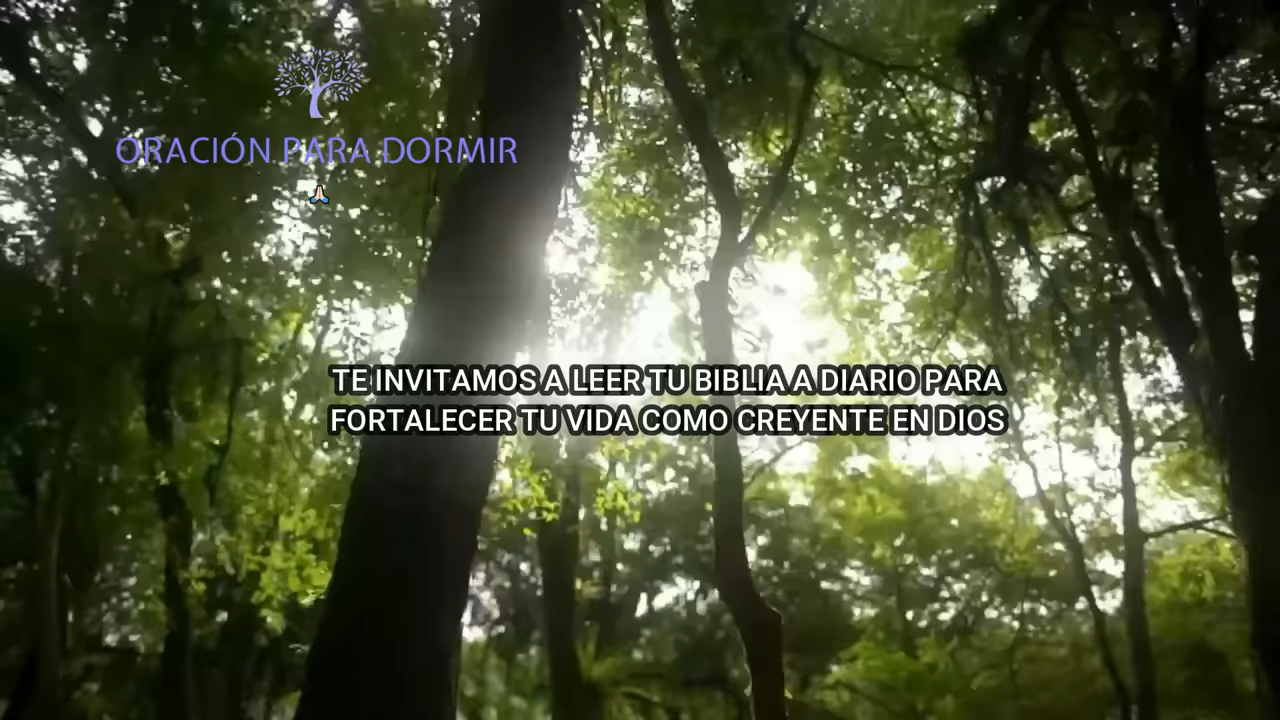 ORACIÓN PARA DORMIR
TE INVITAMOS A LEER TU BIBLIA A DIARIO PARA
FORTALECER TU VIDA COMO CREYENTE EN DIOS